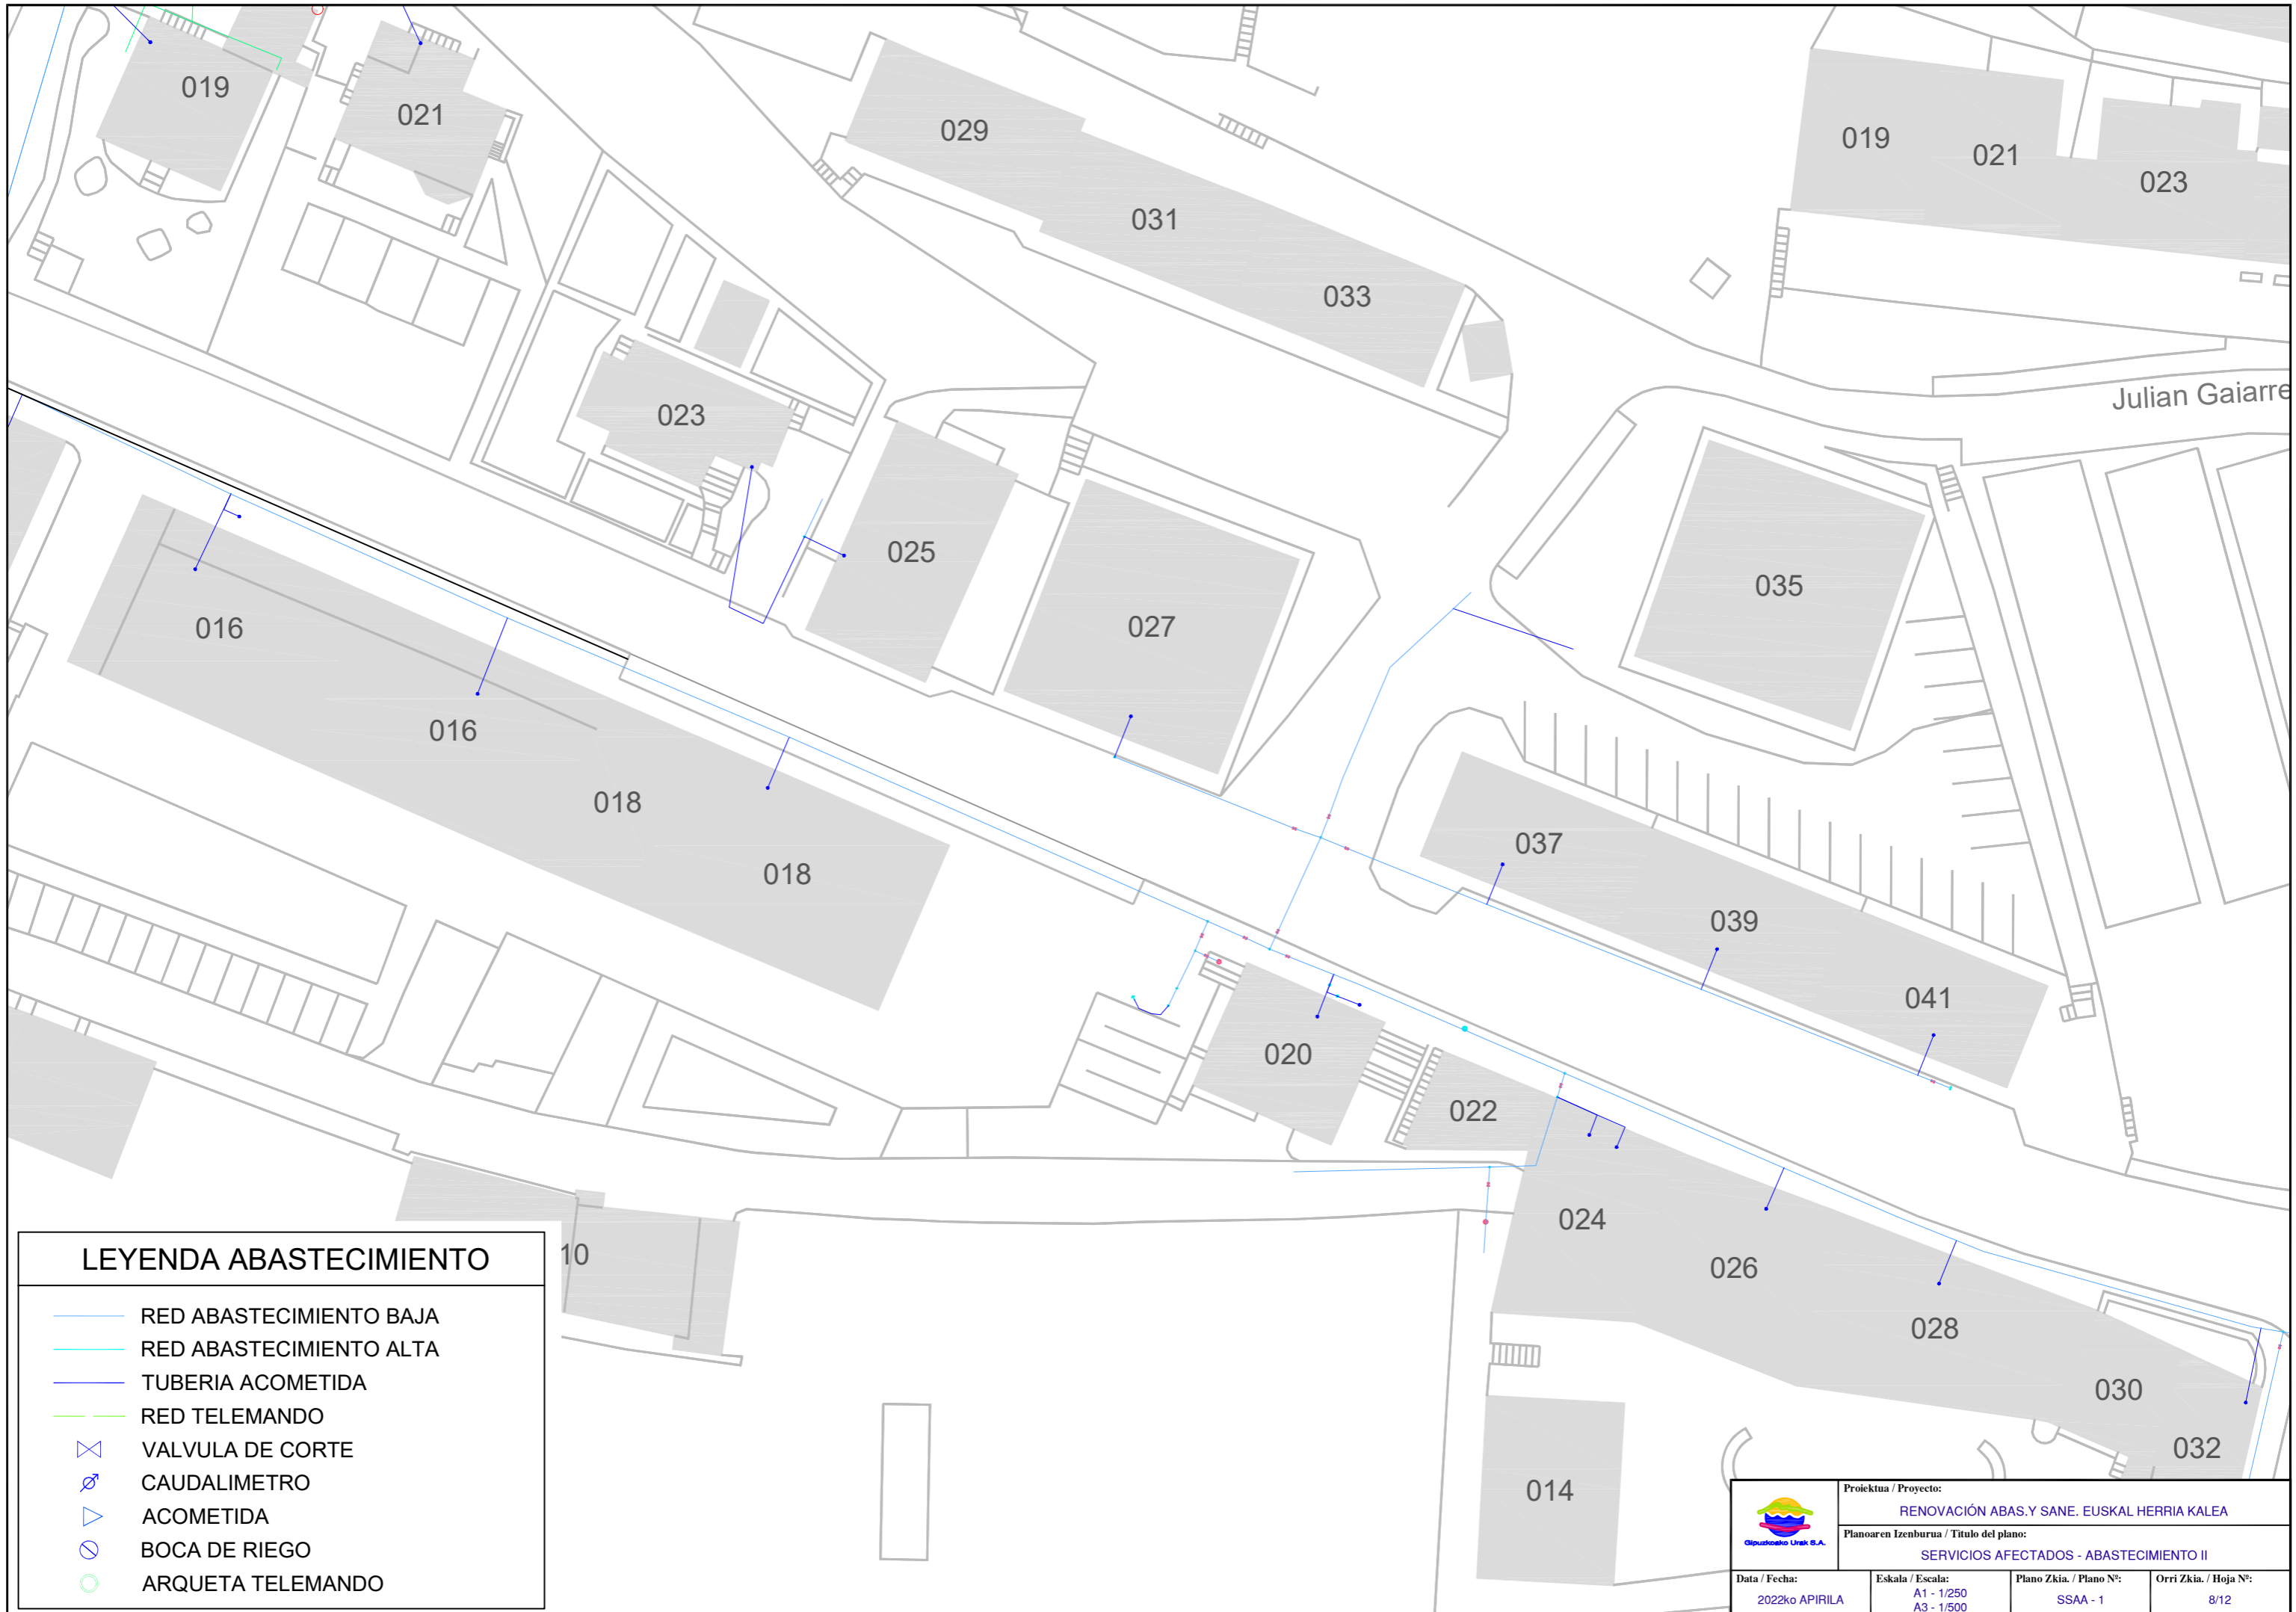 019
021
029
031
033
019
021
023
Julian Gaiarre
023
025
027
035
016
016
018
018
037
039
041
020
022
024
026
028
030
032
014
10
LEYENDA ABASTECIMIENTO
RED ABASTECIMIENTO BAJA
RED ABASTECIMIENTO ALTA
TUBERIA ACOMETIDA
RED TELEMANDO
VALVULA DE CORTE
CAUDALIMETRO
ACOMETIDA
BOCA DE RIEGO
ARQUETA TELEMANDO
Gipuzkoako Urak S.A.
Proiektua / Proyecto:
RENOVACIÓN ABAS.Y SANE. EUSKAL HERRIA KALEA
Planoaren Izenburua / Titulo del plano:
SERVICIOS AFECTADOS - ABASTECIMIENTO II
Data / Fecha:
2022ko APIRILA
Eskala / Escala:
A1 - 1/250
A3 - 1/500
Plano Zkia. / Plano Nº:
SSAA - 1
Orri Zkia. / Hoja Nº:
8/12